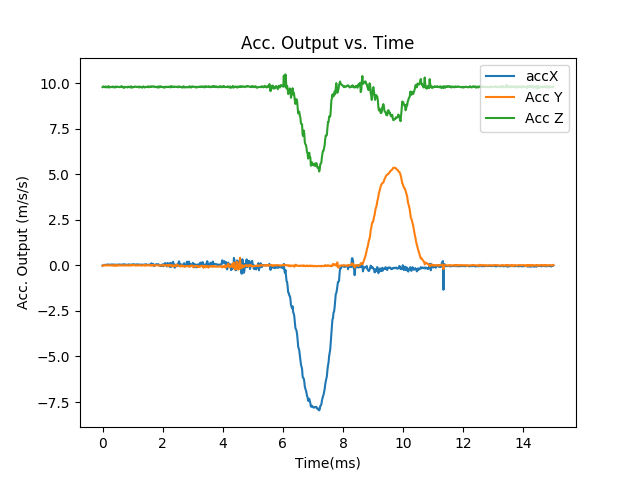 Acc. Output vs. Time
Acc. Output (m/s/s)
10.0
7.5
5.0
2.5
0.0
−2.5
−5.0
−7.5
accX
Acc Y
Acc Z
0 2 4 6 8 10 12 14
Time(ms)